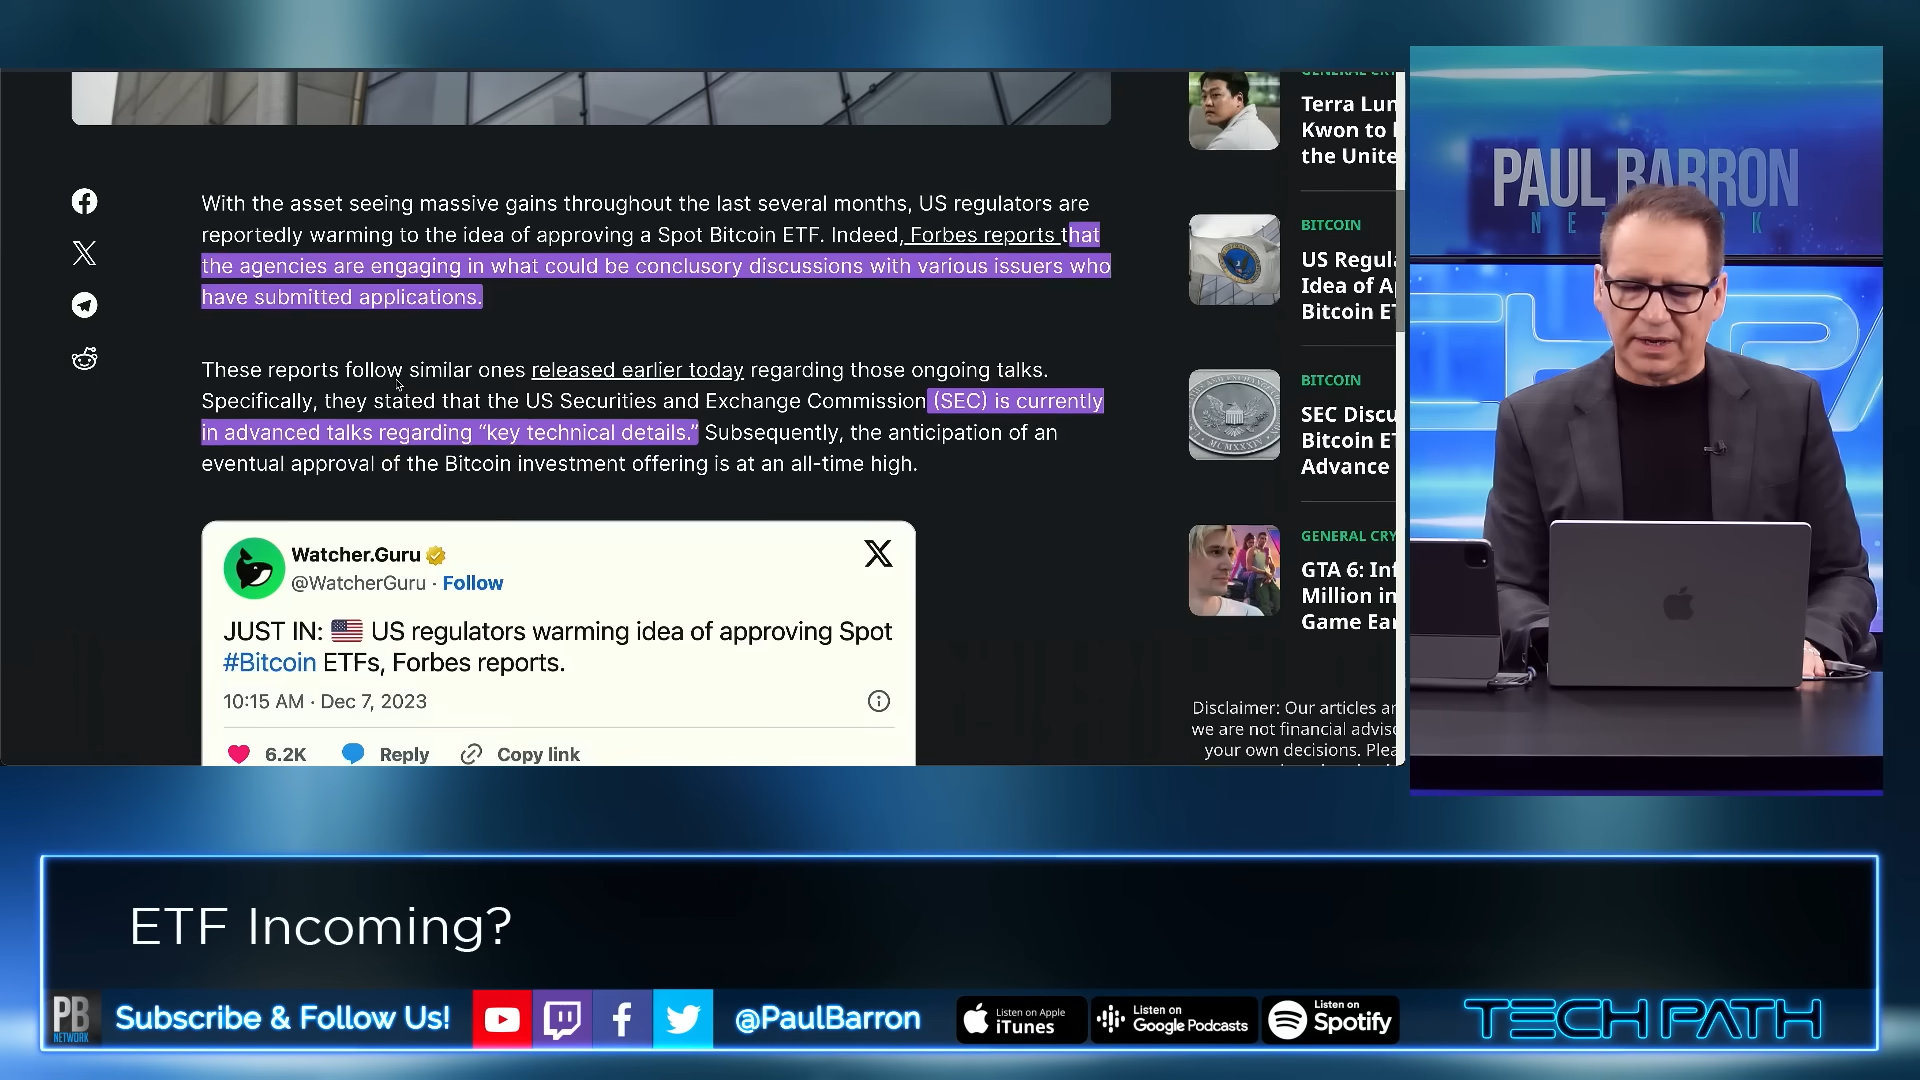 With the asset seeing massive gains throughout the last several months, US regulators are
reportedly warming to the idea of approving a Spot Bitcoin ETF. Indeed, Forbes reports that
the agencies are engaging in what could be conclusory discussions with various issuers who
have submitted applications.
These reports follow similar ones released earlier today regarding those ongoing talks.
Specifically, they stated that the US Securities and Exchange Commission (SEC) is currently
in advanced talks regarding “key technical details.” Subsequently, the anticipation of an
eventual approval of the Bitcoin investment offering is at an all-time high.
Watcher.Guru
@WatcherGuru · Follow
JUST IN: 🇺🇸 US regulators warming idea of approving Spot
#Bitcoin ETFs, Forbes reports.
10:15 AM · Dec 7, 2023
6.2K Reply Copy link
Terra Lun
Kwon to
the Unite
BITCOIN
US Regula
Idea of A
Bitcoin ET
BITCOIN
SEC Discu
Bitcoin ET
Advance
GENERAL CRY
GTA 6: Inf
Million in
Game Ear
Disclaimer: Our articles ar
we are not financial adviso
your own decisions. Plea
PAUL BARRON
NETWORK
ETF Incoming?
PB
NETWORK
Subscribe & Follow Us!
@PaulBarron
Listen on Apple
iTunes
Listen on
Google Podcasts
Listen on
Spotify
TECH PATH